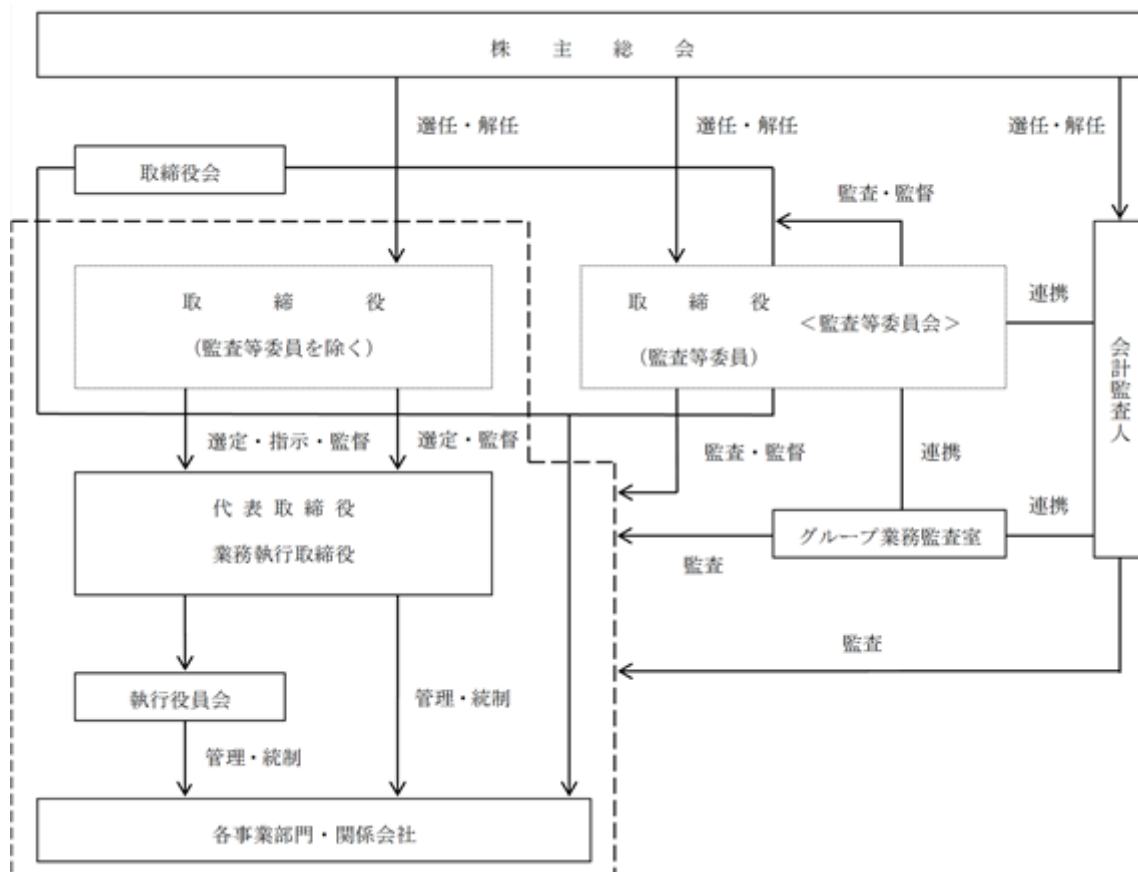 株主総会
選任・解任
選任・解任
選任・解任
取締役会
監査・監督
取締役
(監査等委員を除く)
取締役
(監査等委員)
＜監査等委員会＞
連携
会計監査人
選定・指示・監督
選定・監督
監査・監督
連携
代表取締役
業務執行取締役
グループ業務監査室
連携
監査
監査
執行役員会
管理・統制
管理・統制
各事業部門・関係会社